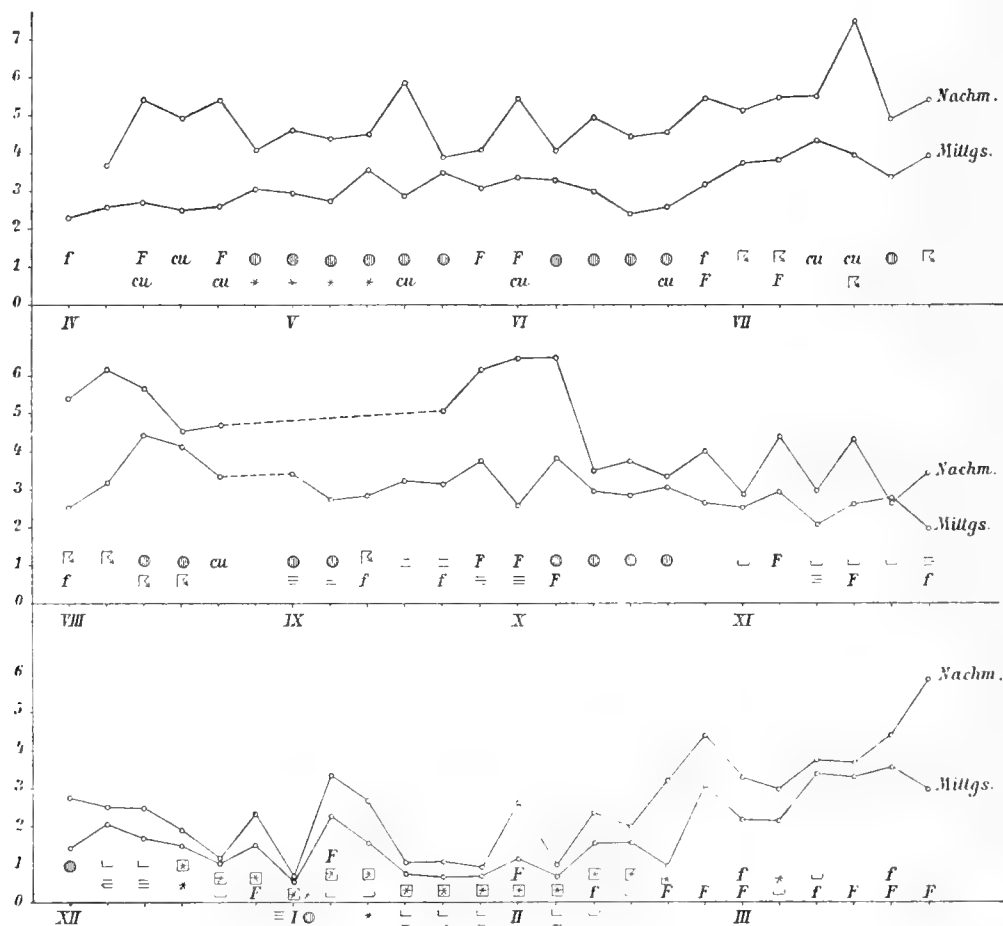 7
6
5
Nachm.
4
Mittgs.
3
2
f F cu F F F f cu cu
1
cu cu cu cu cu F F
0
IV V VI VII
6
5
4
Nachm.
3
Mittgs.
2
1
cu F F F
f f f F F F f
0
VIII IX X XI
6
Nachm.
5
4
3
Mittgs.
2
F
1
F f f
F f F F F f F F F
0
XII I II III